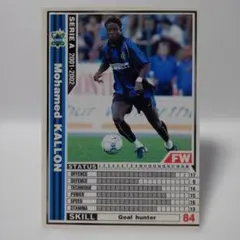 SERIE A 2001-2002
Mohamed KALLON
FW
STATUS
OFFENCE
DEFENCE
TECHNIQUE
POWER
SPEED
STAMINA
SKILL
Goal hunter
84